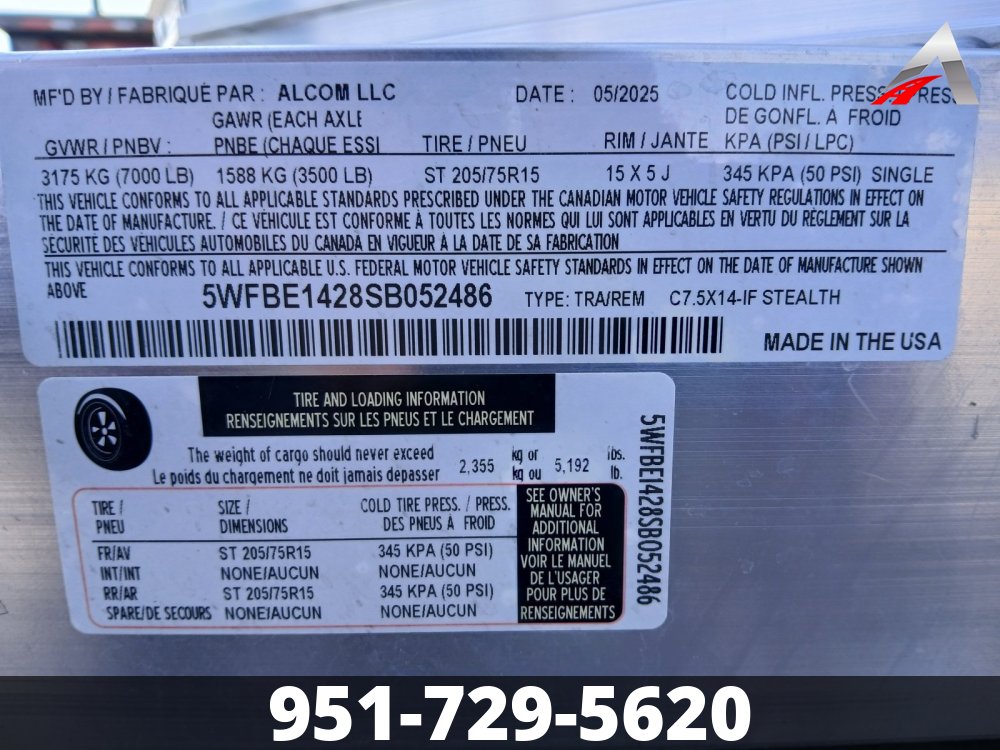 MF'D BY / FABRIQUÉ PAR : ALCOM LLC DATE : 05/2025 COLD INFL. PRESS
GAWR (EACH AXLE DE GONFL. A FROID
GVWR / PNBV : PNBE (CHAQUE ESSI TIRE / PNEU RIM / JANTE KPA (PSI / LPC)
3175 KG (7000 LB) 1588 KG (3500 LB) ST 205/75R15 15 X 5 J 345 KPA (50 PSI) SINGLE
THIS VEHICLE CONFORMS TO ALL APPLICABLE STANDARDS PRESCRIBED UNDER THE CANADIAN MOTOR VEHICLE SAFETY REGULATIONS IN EFFECT ON
THE DATE OF MANUFACTURE. / CE VÉHICULE EST CONFORME À TOUTES LES NORMES QUI LUI SONT APPLICABLES EN VERTU DU RÈGLEMENT SUR LA
SÉCURITÉ DES VÉHICULES AUTOMOBILES DU CANADA EN VIGUEUR À LA DATE DE SA FABRICATION
THIS VEHICLE CONFORMS TO ALL APPLICABLE U.S. FEDERAL MOTOR VEHICLE SAFETY STANDARDS IN EFFECT ON THE DATE OF MANUFACTURE SHOWN
ABOVE 5WFBE1428SB052486 TYPE: TRA/REM C7.5X14-IF STEALTH
MADE IN THE USA
TIRE AND LOADING INFORMATION
RENSEIGNEMENTS SUR LES PNEUS ET LE CHARGEMENT
The weight of cargo should never exceed kg or lbs.
Le poids du chargement ne doit jamais depasser 2,355 kg ou 5,192 lb.
TIRE / SIZE / COLD TIRE PRESS. / PRESS.
PNEU DIMENSIONS DES PNEUS À FROID
FR/AV ST 205/75R15 345 KPA (50 PSI)
INT/INT NONE/AUCUN NONE/AUCUN
RR/AR ST 205/75R15 345 KPA (50 PSI)
SPARE/DE SECOURS NONE/AUCUN NONE/AUCUN
SEE OWNER'S
MANUAL FOR
ADDITIONAL
INFORMATION
VOIR LE MANUEL
DE L'USAGER
POUR PLUS DE
RENSEIGNEMENTS
5WFBE1428SB052486
951-729-5620